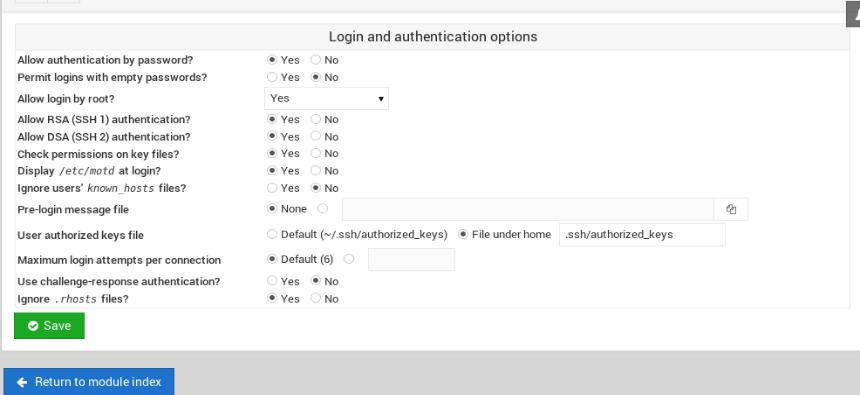 Login and authentication options
Allow authentication by password? Yes No
Permit logins with empty passwords? Yes No
Allow login by root? Yes
Allow RSA (SSH 1) authentication? Yes No
Allow DSA (SSH 2) authentication? Yes No
Check permissions on key files? Yes No
Display /etc/motd at login? Yes No
Ignore users' known_hosts files? Yes No
Pre-login message file None
User authorized keys file Default (~/.ssh/authorized_keys) File under home .ssh/authorized_keys
Maximum login attempts per connection Default (6)
Use challenge-response authentication? Yes No
Ignore .rhosts files? Yes No
Save
Return to module index